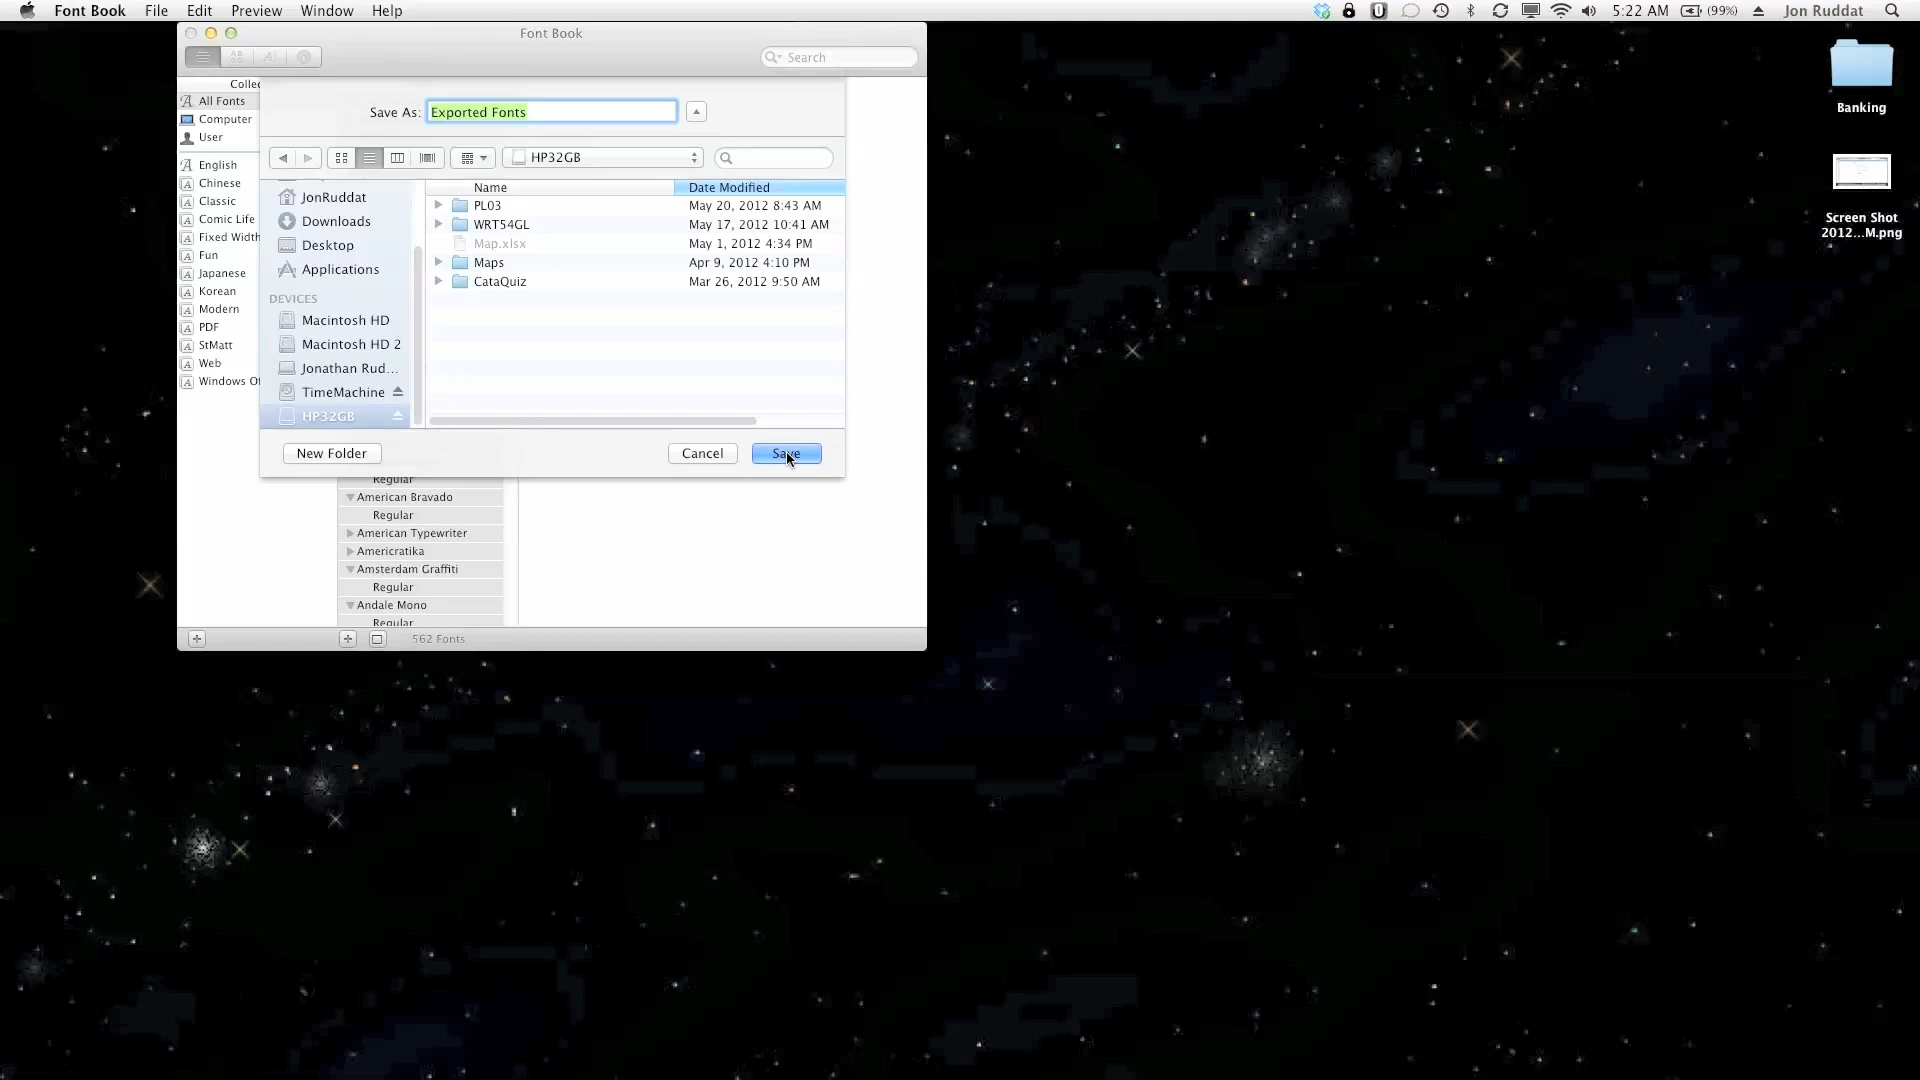 Font Book File Edit Preview Window Help 5:22 AM (99%) Jon Ruddat
Font Book
Search
Collec
All Fonts
Computer
User
English
Chinese
Classic
Comic Life
Fixed Width
Fun
Japanese
Korean
Modern
PDF
StMatt
Web
Windows Of
Save As: Exported Fonts
HP32GB
JonRuddat
Downloads
Desktop
Applications
DEVICES
Macintosh HD
Macintosh HD 2
Jonathan Rud...
TimeMachine
HP32GB
Name Date Modified
PL03 May 20, 2012 8:43 AM
WRT54GL May 17, 2012 10:41 AM
Map.xlsx May 1, 2012 4:34 PM
Maps Apr 9, 2012 4:10 PM
CataQuiz Mar 26, 2012 9:50 AM
New Folder Cancel Save
Regular
American Bravado
Regular
American Typewriter
Americratika
Amsterdam Graffiti
Regular
Andale Mono
Regular
562 Fonts
Banking
Screen Shot
2012...M.png